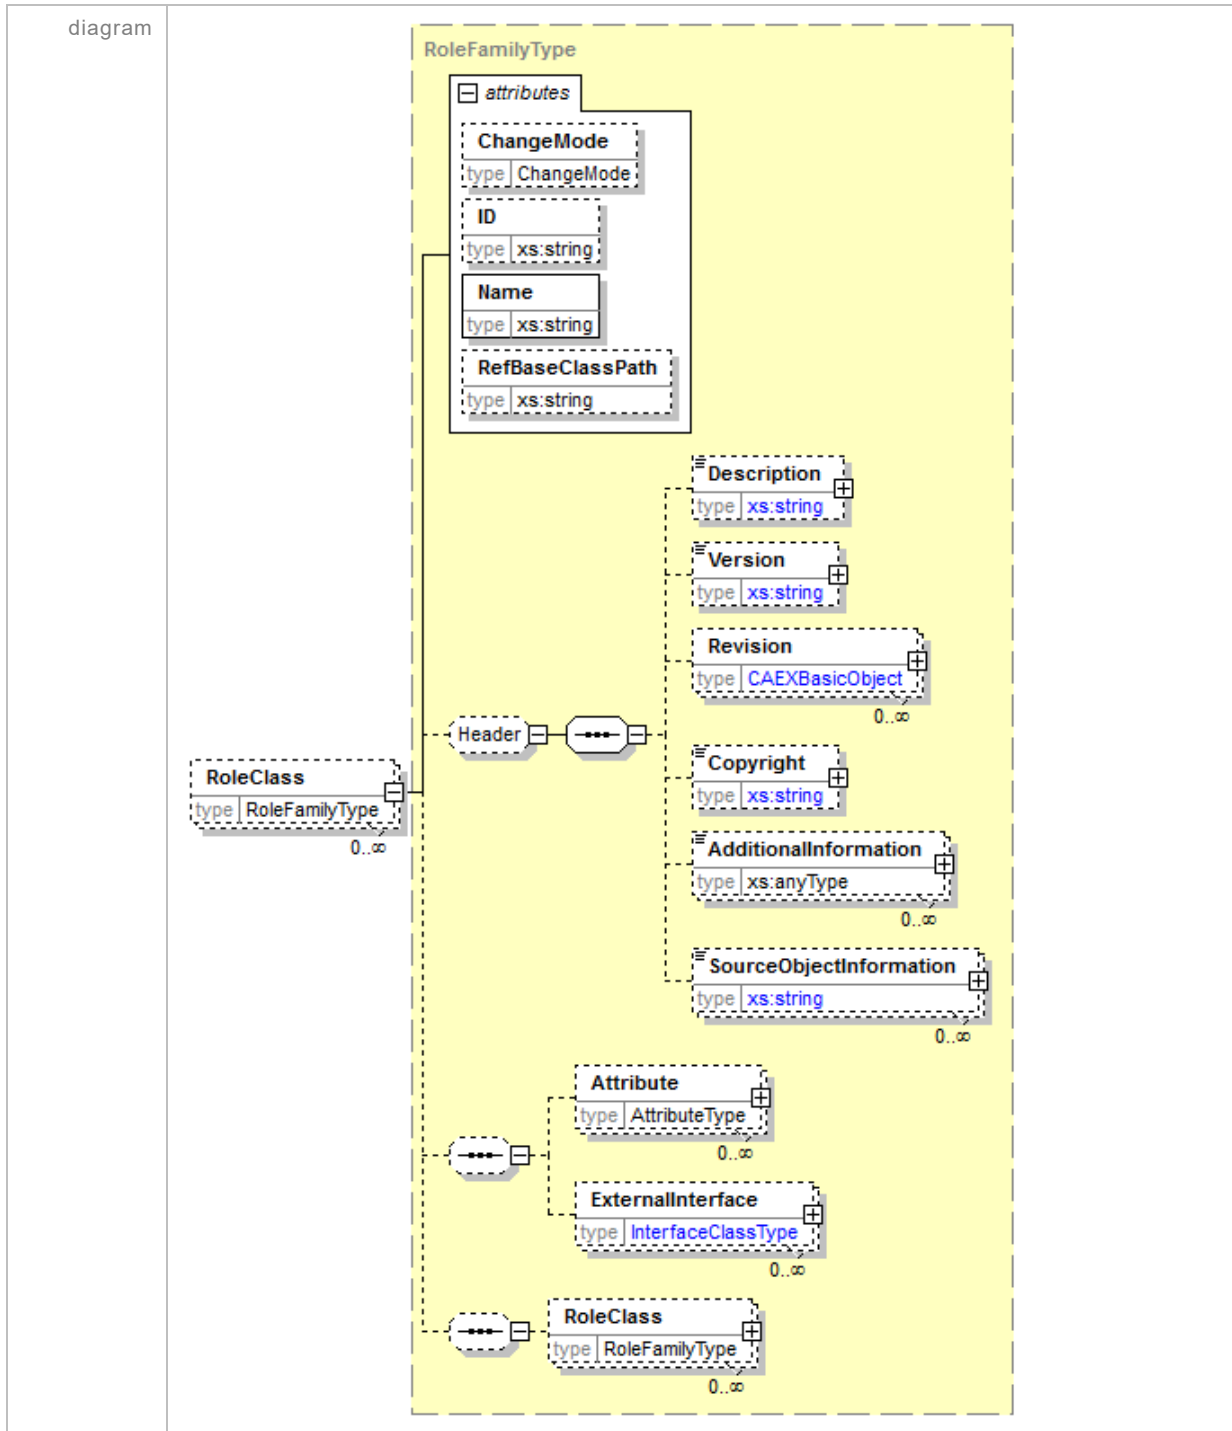 diagram
RoleFamilyType
attributes
ChangeMode
type ChangeMode
ID
type xs:string
Name
type xs:string
RefBaseClassPath
type xs:string
Description
type xs:string
Version
type xs:string
Revision
type CAEXBasicObject
0..∞
Header
Copyright
type xs:string
RoleClass
type RoleFamilyType
0..∞
AdditionalInformation
type xs:anyType
0..∞
SourceObjectInformation
type xs:string
0..∞
Attribute
type AttributeType
0..∞
ExternalInterface
type InterfaceClassType
0..∞
RoleClass
type RoleFamilyType
0..∞